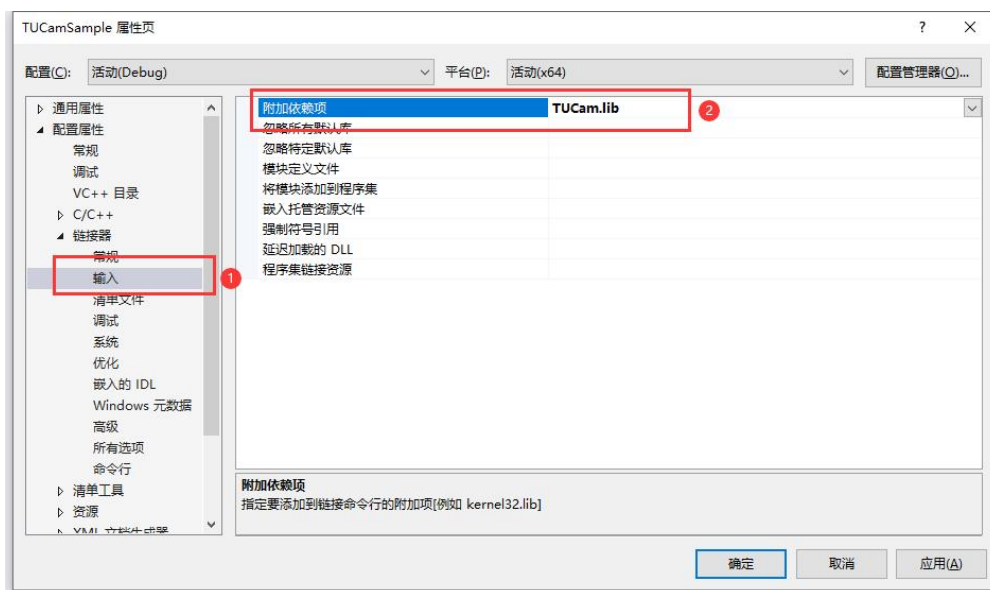 TUCamSample 属性页
? ×
配置(C): 活动(Debug) 平台(P): 活动(x64) 配置管理器(O)...
通用属性
配置属性
常规
调试
VC++ 目录
C/C++
链接器
常规
输入
清单文件
调试
系统
优化
嵌入的 IDL
Windows 元数据
高级
所有选项
命令行
清单工具
资源
XML 文档生成器
1
附加依赖项 TUCam.lib
2
忽略所有默认库
忽略特定默认库
模块定义文件
将模块添加到程序集
嵌入托管资源文件
强制符号引用
延迟加载的 DLL
程序集链接资源
附加依赖项
指定要添加到链接命令行的附加项[例如 kernel32.lib]
确定 取消 应用(A)